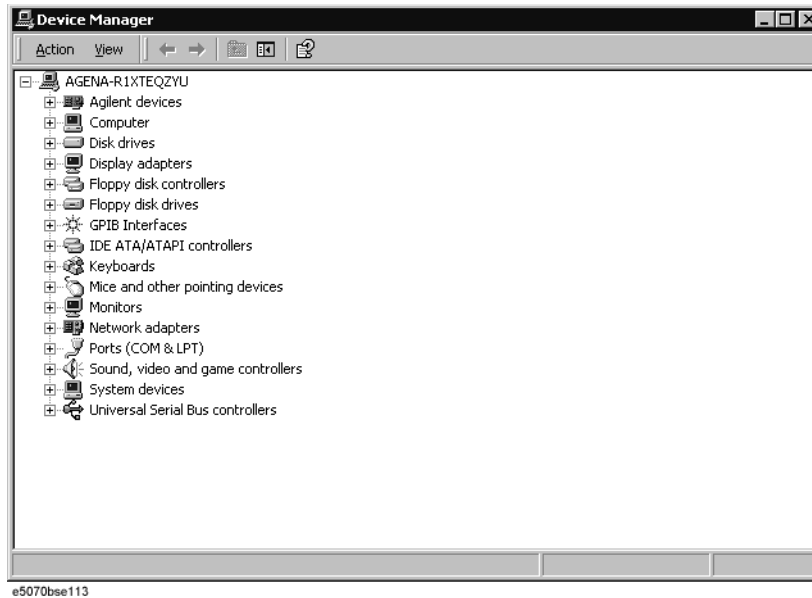 Device Manager
Action View
AGENA-R1XTEQZYU
Agilent devices
Computer
Disk drives
Display adapters
Floppy disk controllers
Floppy disk drives
GPIB Interfaces
IDE ATA/ATAPI controllers
Keyboards
Mice and other pointing devices
Monitors
Network adapters
Ports (COM & LPT)
Sound, video and game controllers
System devices
Universal Serial Bus controllers
e5070bse113